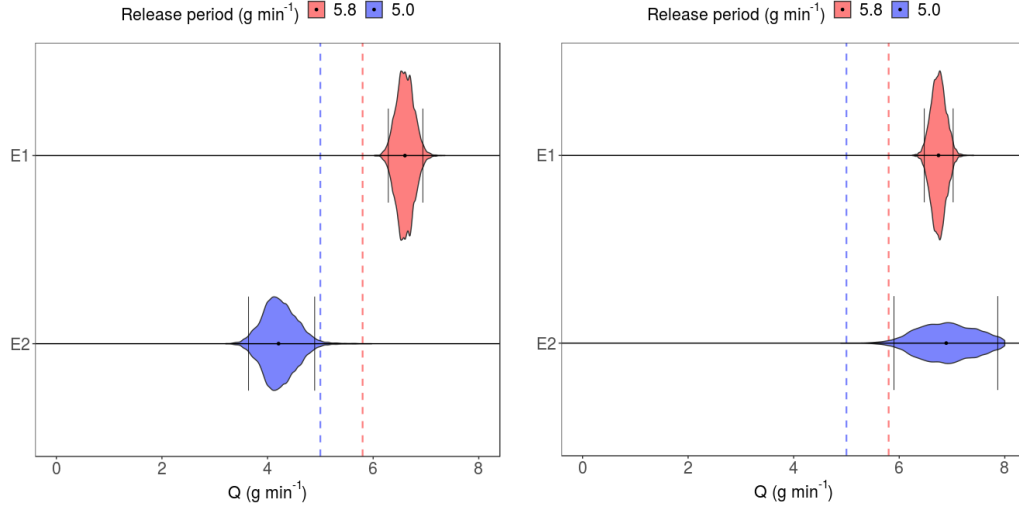 Release period (g min⁻¹) 5.8 5.0
E1
E2
0 2 4 6 8
Q (g min⁻¹)
Release period (g min⁻¹) 5.8 5.0
E1
E2
0 2 4 6 8
Q (g min⁻¹)